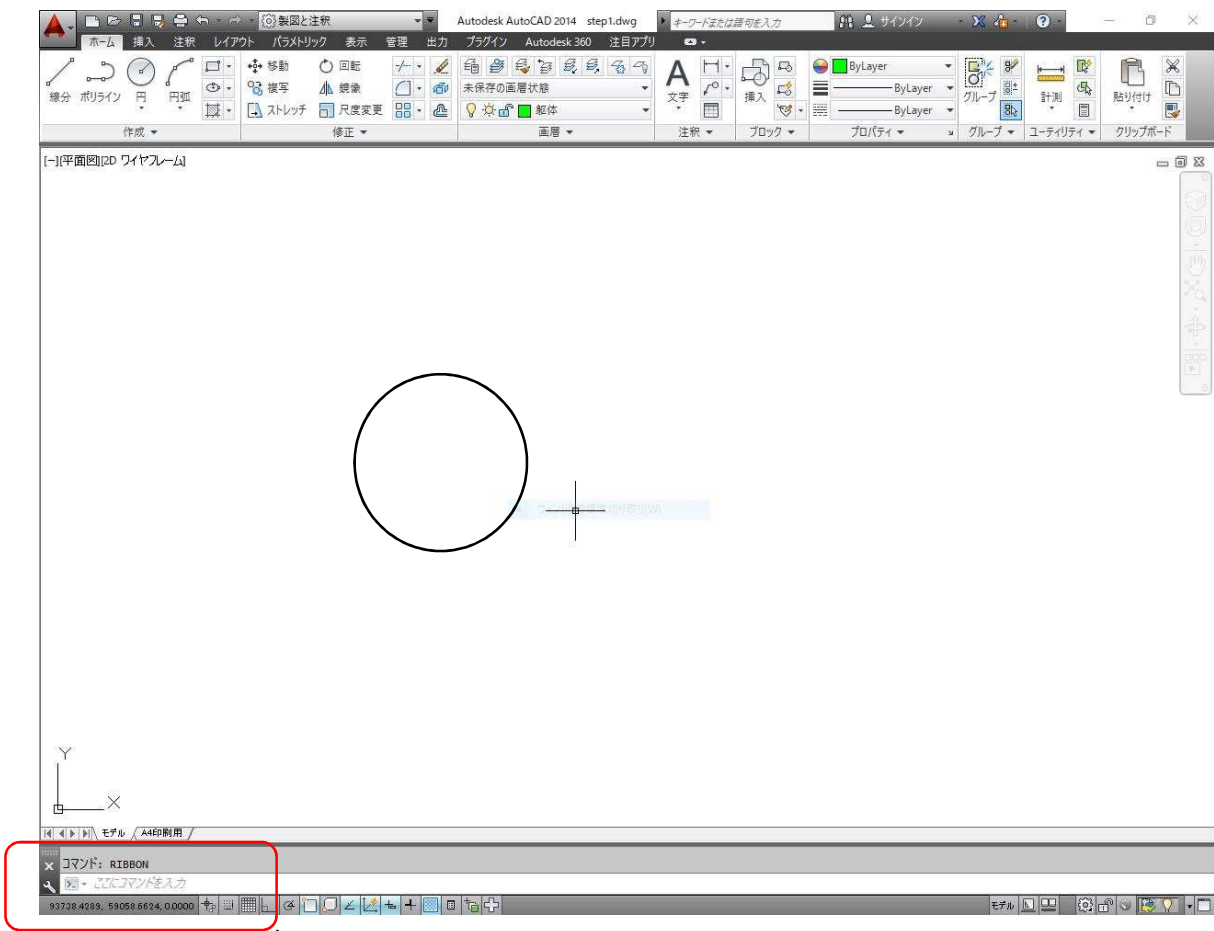 製図と注釈 Autodesk AutoCAD 2014 step1.dwg キーワードまたは語句を入力 サインイン
ホーム 挿入 注釈 レイアウト パラメトリック 表示 管理 出力 プラグイン Autodesk 360 注目アプリ
線分 ポリライン 円 円弧
移動 回転
複写 鏡像
ストレッチ 尺度変更
未保存の画層状態
躯体
A
文字
挿入
ByLayer
ByLayer
ByLayer
グループ
計測
貼り付け
作成 修正 画層 注釈 ブロック プロパティ グループ ユーティリティ クリップボード
[−][平面図][2D ワイヤフレーム]
Y
X
モデル A4印刷用
コマンド: RIBBON
ここにコマンドを入力
93738.4289, 59058.6624, 0.0000 モデル